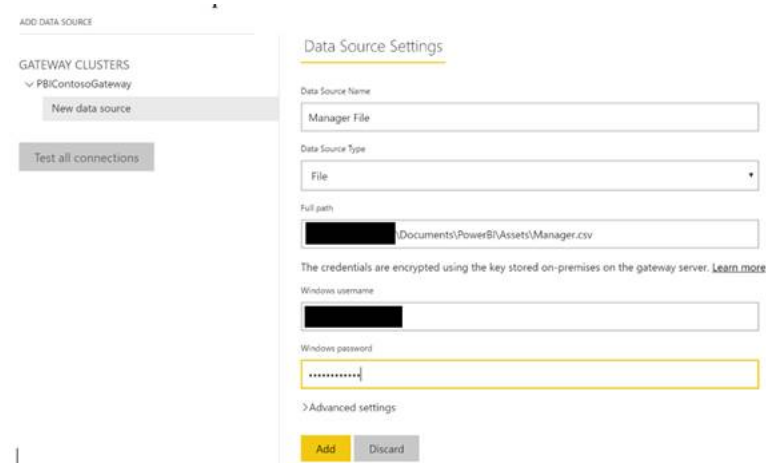 ADD DATA SOURCE
GATEWAY CLUSTERS
PBIContosoGateway
New data source
Test all connections
Data Source Settings
Data Source Name
Manager File
Data Source Type
File
Full path
\Documents\PowerBI\Assets\Manager.csv
The credentials are encrypted using the key stored on-premises on the gateway server. Learn more
Windows username
Windows password
••••••••••••
>Advanced settings
Add Discard